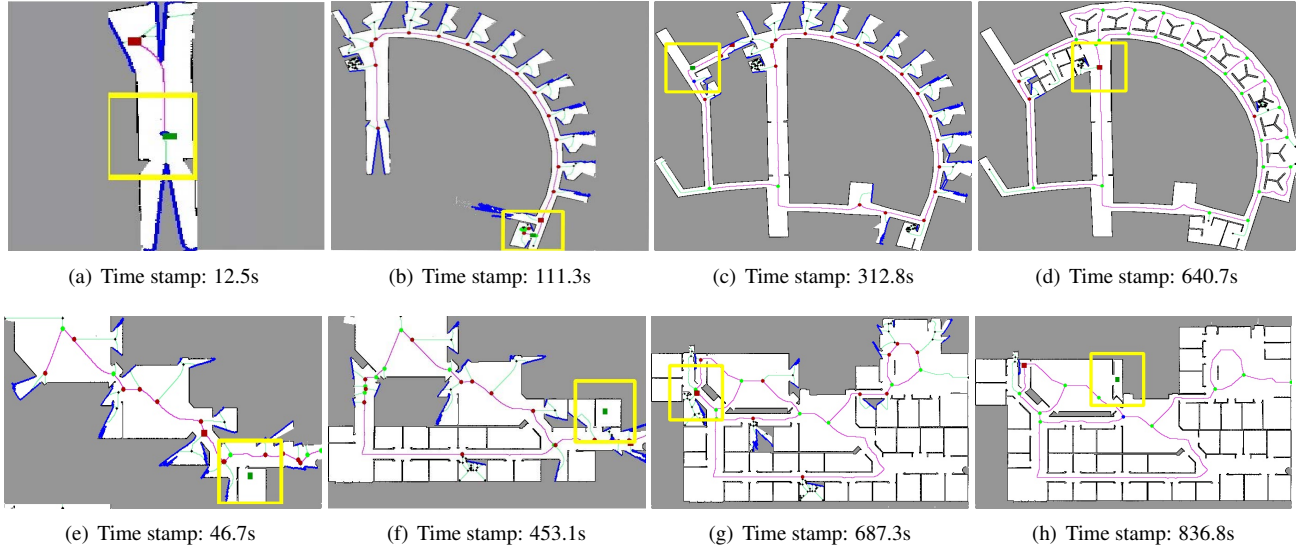 (a) Time stamp: 12.5s
(b) Time stamp: 111.3s
(c) Time stamp: 312.8s
(d) Time stamp: 640.7s
(e) Time stamp: 46.7s
(f) Time stamp: 453.1s
(g) Time stamp: 687.3s
(h) Time stamp: 836.8s